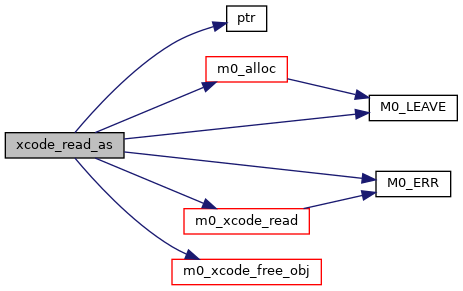 ptr
m0_alloc
M0_LEAVE
xcode_read_as
M0_ERR
m0_xcode_read
m0_xcode_free_obj